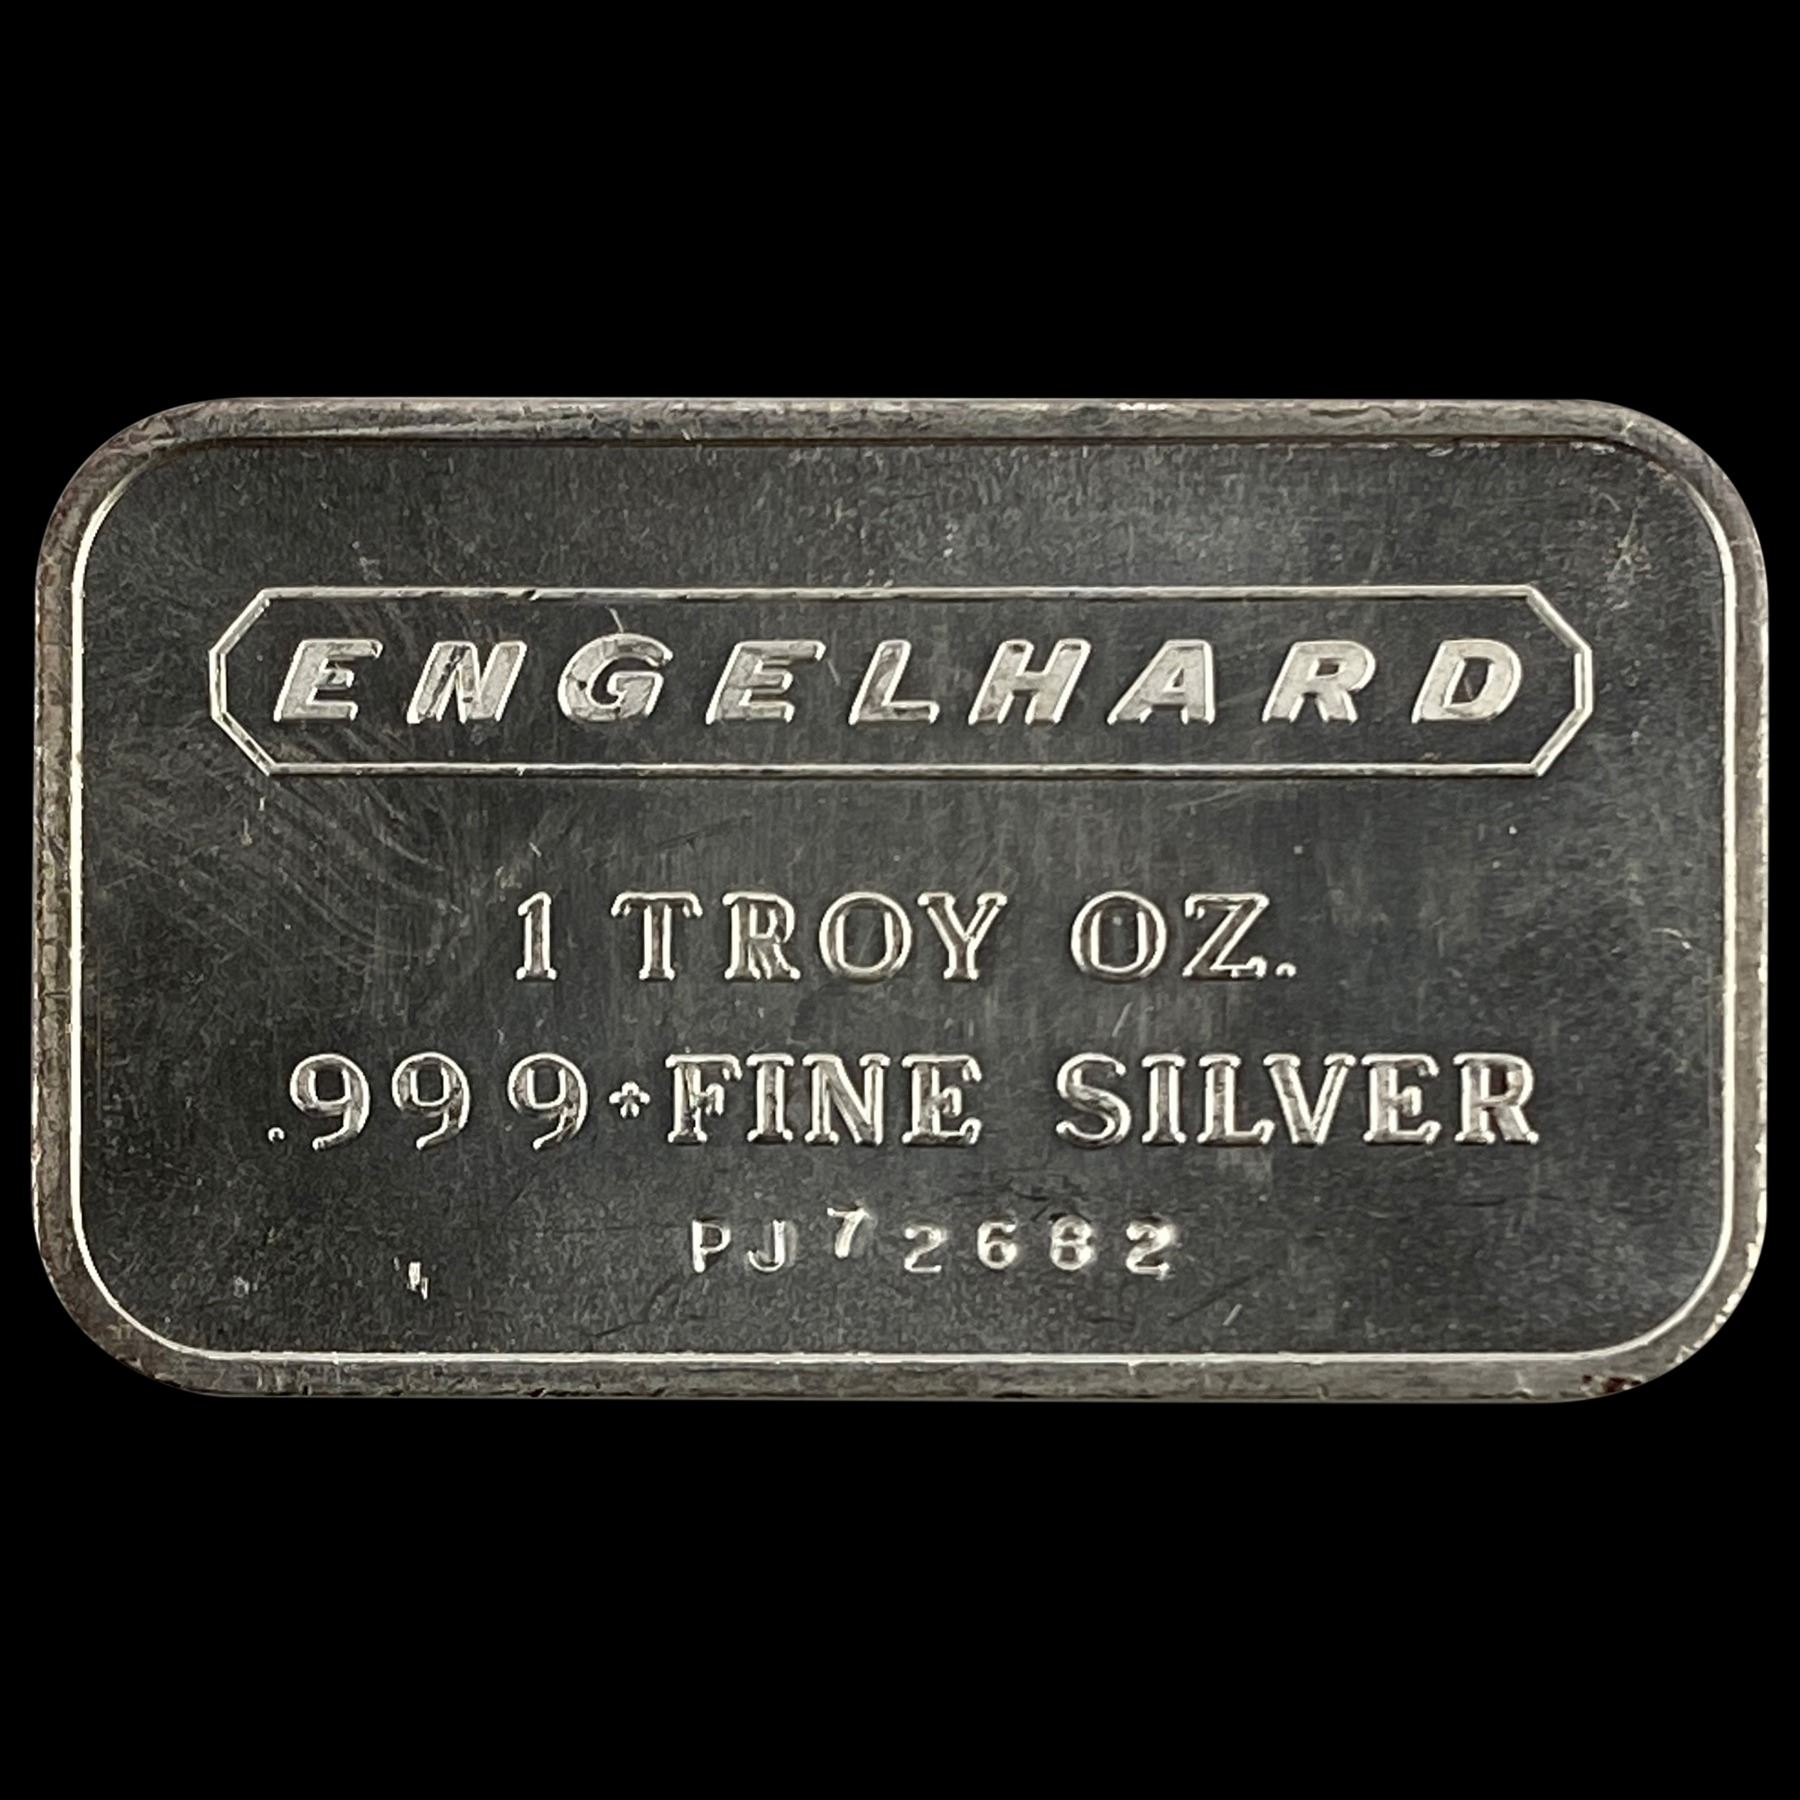 ENGELHARD
1 TROY OZ.
.999+FINE SILVER
PJ72682